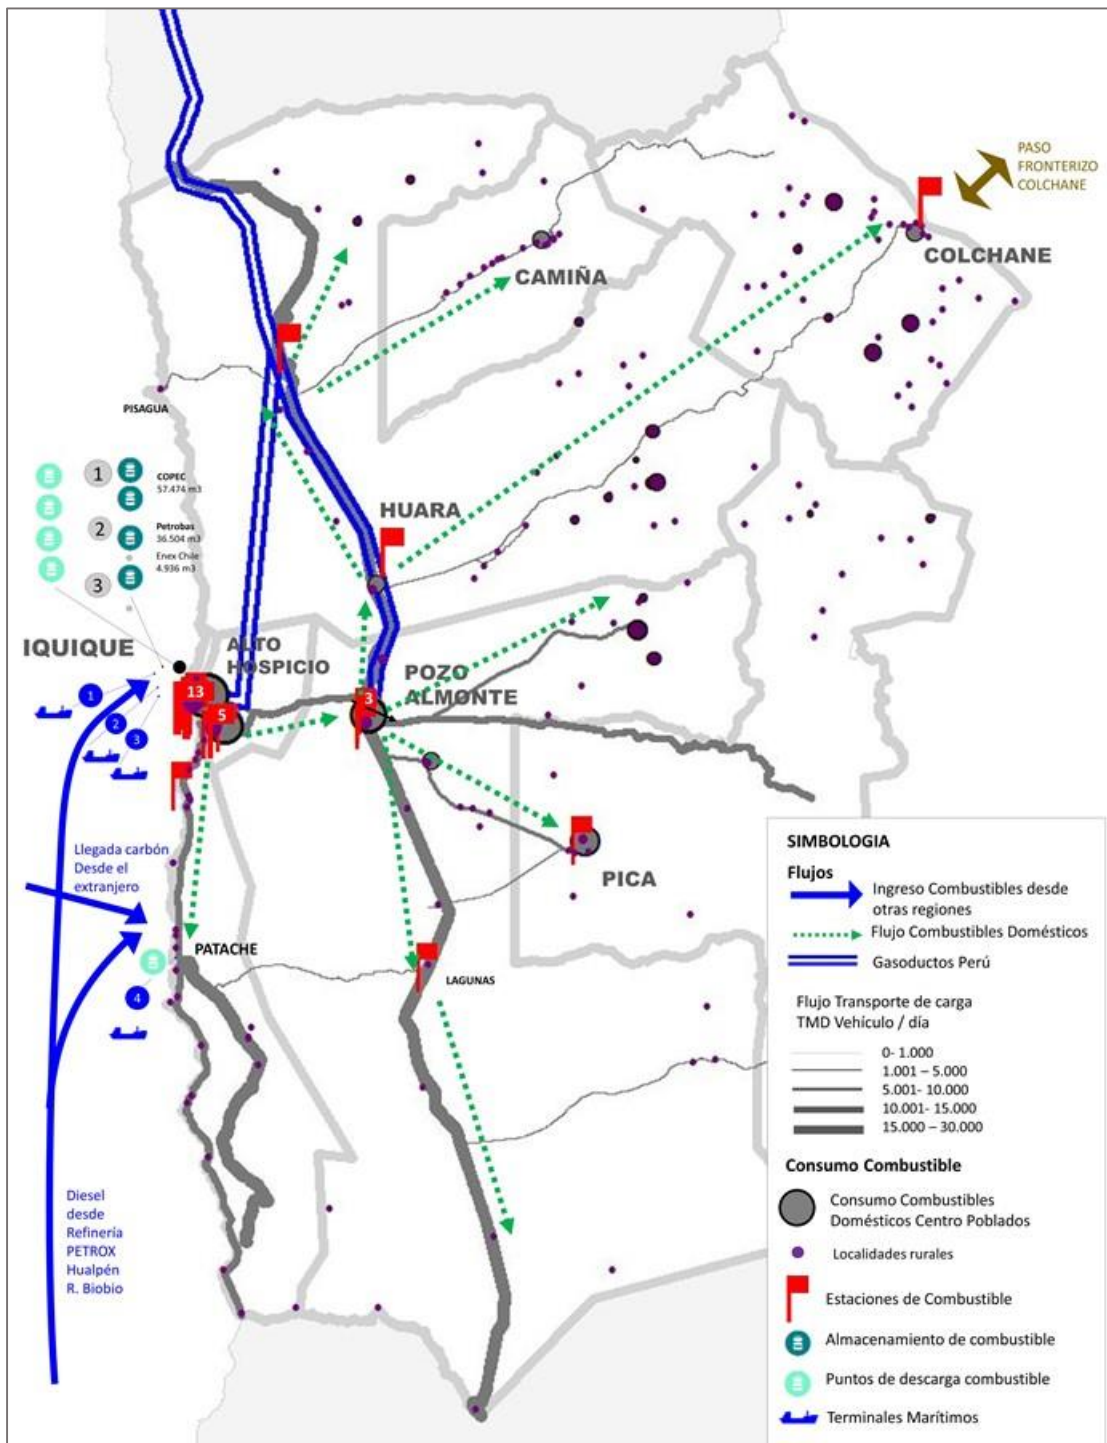 PASO
FRONTERIZO
COLCHANE
COLCHANE
CAMIÑA
PISAGUA
1
COPEC
57.474 m3
2
Petrobas
36.504 m3
Enex Chile
4.936 m3
3
HUARA
IQUIQUE
ALTO
HOSPICIO
POZO
ALMONTE
13
5
3
1
2
3
Llegada carbón
Desde el
extranjero
PICA
PATACHE
LAGUNAS
4
Diesel
desde
Refinería
PETROX
Hualpén
R. Biobio
SIMBOLOGIA
Flujos
Ingreso Combustibles desde
otras regiones
Flujo Combustibles Domésticos
Gasoductos Perú
Flujo Transporte de carga
TMD Vehículo / día
0- 1.000
1.001 – 5.000
5.001- 10.000
10.001- 15.000
15.000 – 30.000
Consumo Combustible
Consumo Combustibles
Domésticos Centro Poblados
Localidades rurales
Estaciones de Combustible
Almacenamiento de combustible
Puntos de descarga combustible
Terminales Marítimos